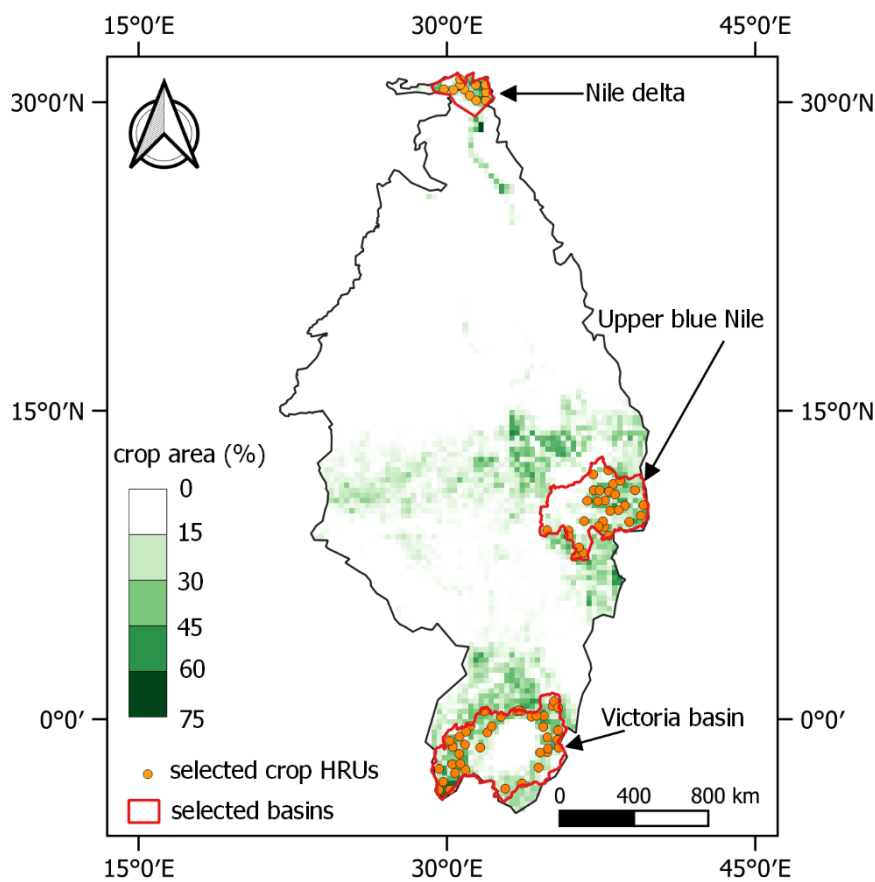 15°0′E 30°0′E 45°0′E
30°0′N 30°0′N
Nile delta
Upper blue Nile
15°0′N 15°0′N
crop area (%)
0
15
30
45
60
75
0°0′ 0°0′
Victoria basin
selected crop HRUs
selected basins
0 400 800 km
15°0′E 30°0′E 45°0′E